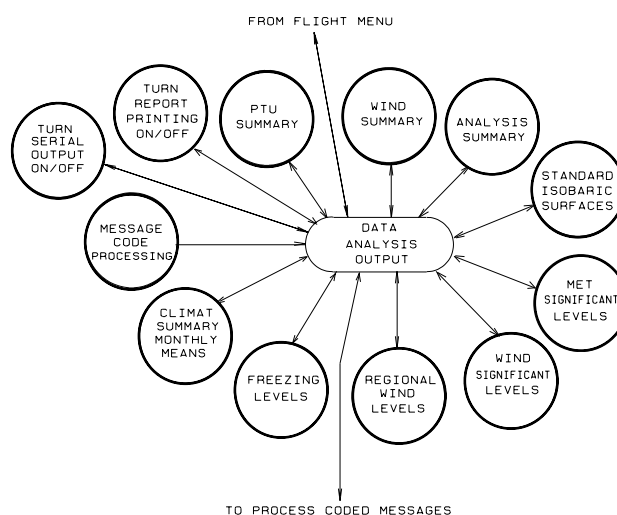 FROM FLIGHT MENU
TURN
REPORT
PRINTING
ON/OFF
PTU
SUMMARY
WIND
SUMMARY
ANALYSIS
SUMMARY
TURN
SERIAL
OUTPUT
ON/OFF
STANDARD
ISOBARIC
SURFACES
MESSAGE
CODE
PROCESSING
DATA
ANALYSIS
OUTPUT
MET
SIGNIFICANT
LEVELS
CLIMAT
SUMMARY
MONTHLY
MEANS
FREEZING
LEVELS
REGIONAL
WIND
LEVELS
WIND
SIGNIFICANT
LEVELS
TO PROCESS CODED MESSAGES